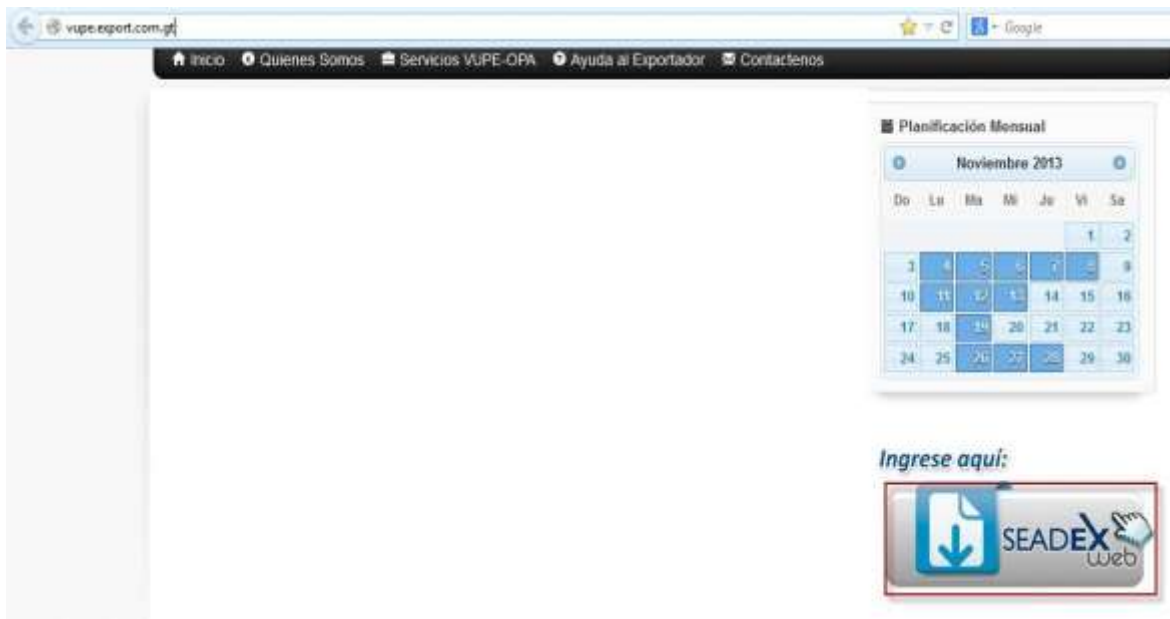 vupe.export.com.gt
Google
Inicio Quienes Somos Servicios VUPE-OPA Ayuda al Exportador Contactenos
Planificación Mensual
Noviembre 2013
Do Lu Ma Mi Ju Vi Sa
1 2
3 4 5 6 7 8 9
10 11 12 13 14 15 16
17 18 19 20 21 22 23
24 25 26 27 28 29 30
Ingrese aquí:
SEADEX
Web